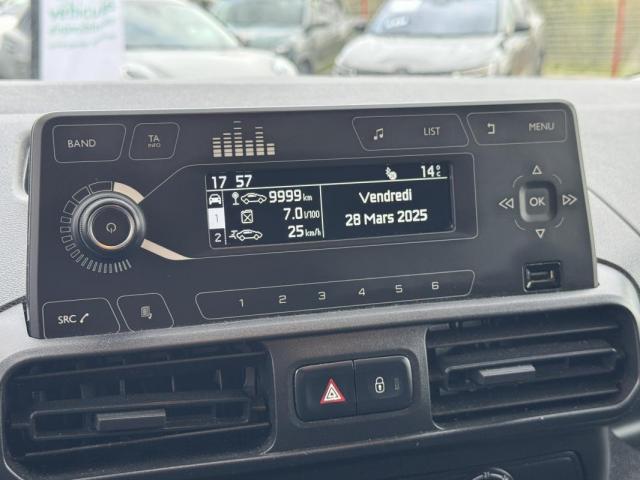 véhicule
BAND
TA
INFO
LIST
MENU
17 57
14°C
9999 km
1
7.0 l/100
2
25 km/h
Vendredi
28 Mars 2025
OK
SRC
1 2 3 4 5 6